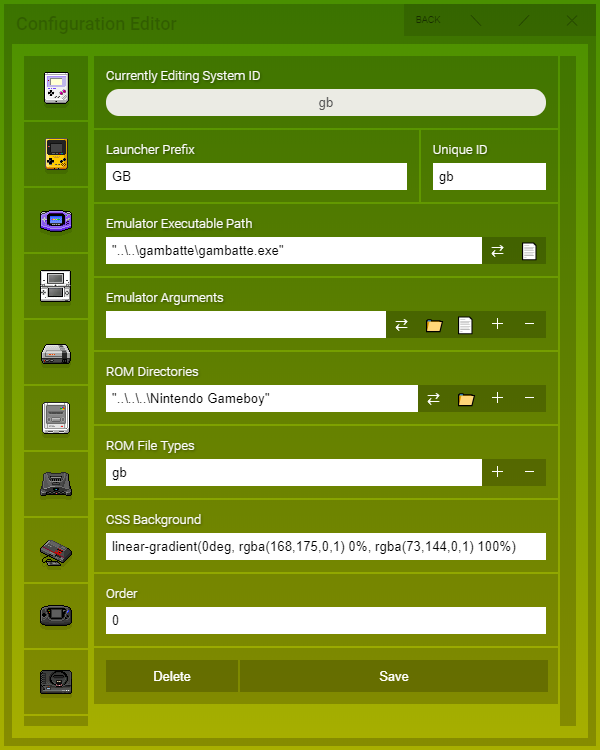 Configuration Editor
BACK
Currently Editing System ID
gb
Launcher Prefix
Unique ID
GB
gb
Emulator Executable Path
"..\..\gambatte\gambatte.exe"
Emulator Arguments
ROM Directories
"..\..\..\Nintendo Gameboy"
ROM File Types
gb
CSS Background
linear-gradient(0deg, rgba(168,175,0,1) 0%, rgba(73,144,0,1) 100%)
Order
0
Delete
Save